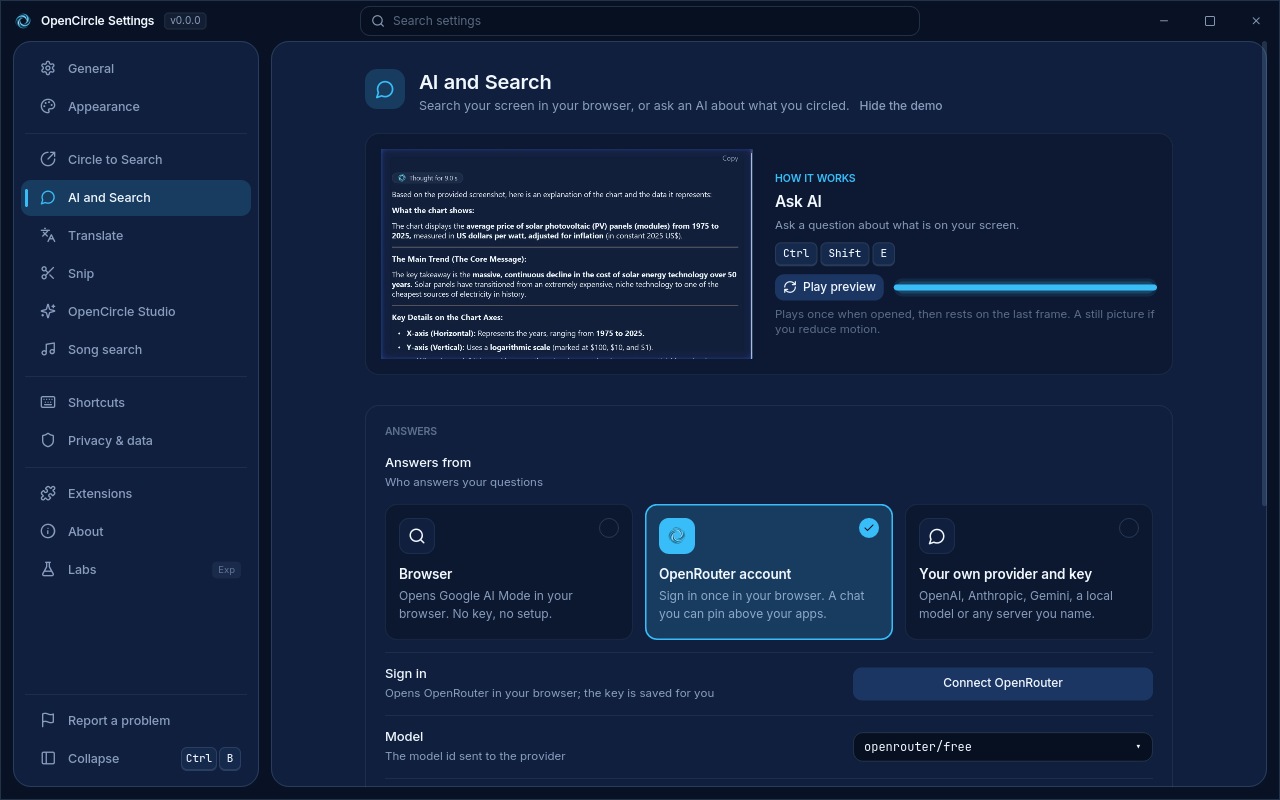 OpenCircle Settings v0.0.0
Search settings
General
Appearance
Circle to Search
AI and Search
Translate
Snip
OpenCircle Studio
Song search
Shortcuts
Privacy & data
Extensions
About
Labs Exp
Report a problem
Collapse Ctrl B
AI and Search
Search your screen in your browser, or ask an AI about what you circled. Hide the demo
Copy
Thought for 9.0 s
Based on the provided screenshot, here is an explanation of the chart and the data it represents:
What the chart shows:
The chart displays the average price of solar photovoltaic (PV) panels (modules) from 1975 to
2025, measured in US dollars per watt, adjusted for inflation (in constant 2025 US$).
The Main Trend (The Core Message):
The key takeaway is the massive, continuous decline in the cost of solar energy technology over 50
years. Solar panels have transitioned from an extremely expensive, niche technology to one of the
cheapest sources of electricity in history.
Key Details on the Chart Axes:
• X-axis (Horizontal): Represents the years, ranging from 1975 to 2025.
• Y-axis (Vertical): Uses a logarithmic scale (marked at $100, $10, and $1).
HOW IT WORKS
Ask AI
Ask a question about what is on your screen.
Ctrl Shift E
Play preview
Plays once when opened, then rests on the last frame. A still picture if
you reduce motion.
ANSWERS
Answers from
Who answers your questions
Browser
Opens Google AI Mode in your
browser. No key, no setup.
OpenRouter account
Sign in once in your browser. A chat
you can pin above your apps.
Your own provider and key
OpenAI, Anthropic, Gemini, a local
model or any server you name.
Sign in
Opens OpenRouter in your browser; the key is saved for you
Connect OpenRouter
Model
The model id sent to the provider
openrouter/free